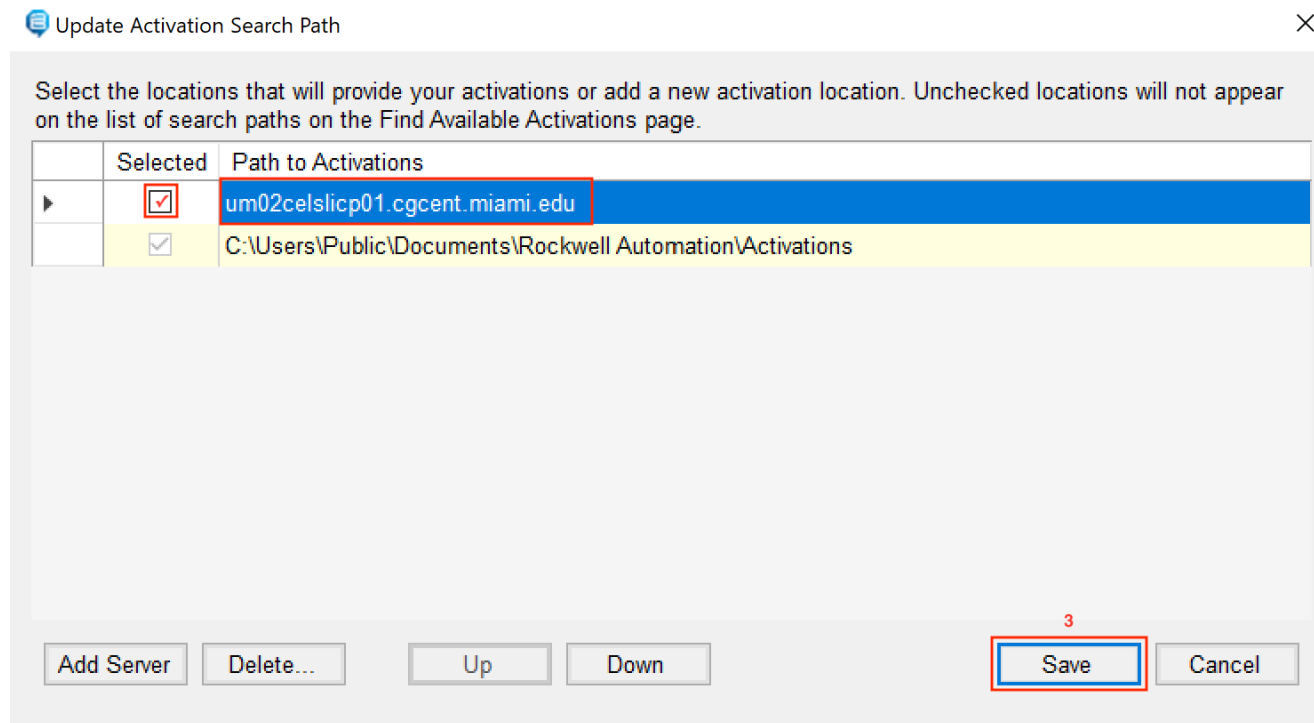 Update Activation Search Path
Select the locations that will provide your activations or add a new activation location. Unchecked locations will not appear
on the list of search paths on the Find Available Activations page.
Selected Path to Activations
um02celslicp01.cgcent.miami.edu
C:\Users\Public\Documents\Rockwell Automation\Activations
3
Add Server Delete... Up Down Save Cancel